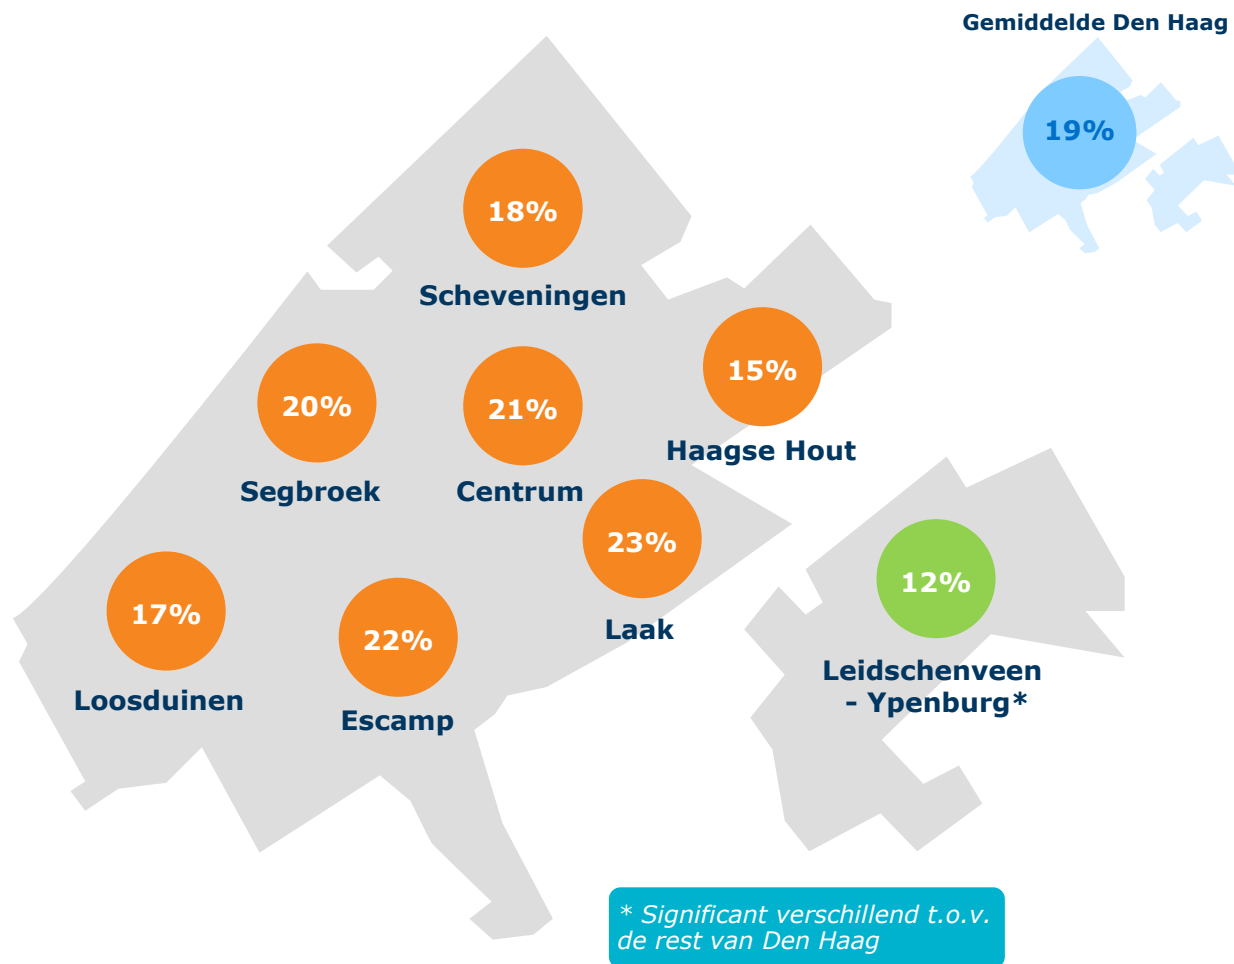 Gemiddelde Den Haag
19%
18%
Scheveningen
15%
Haagse Hout
20%
Segbroek
21%
Centrum
23%
Laak
12%
Leidschenveen
- Ypenburg*
17%
Loosduinen
22%
Escamp
* Significant verschillend t.o.v.
de rest van Den Haag